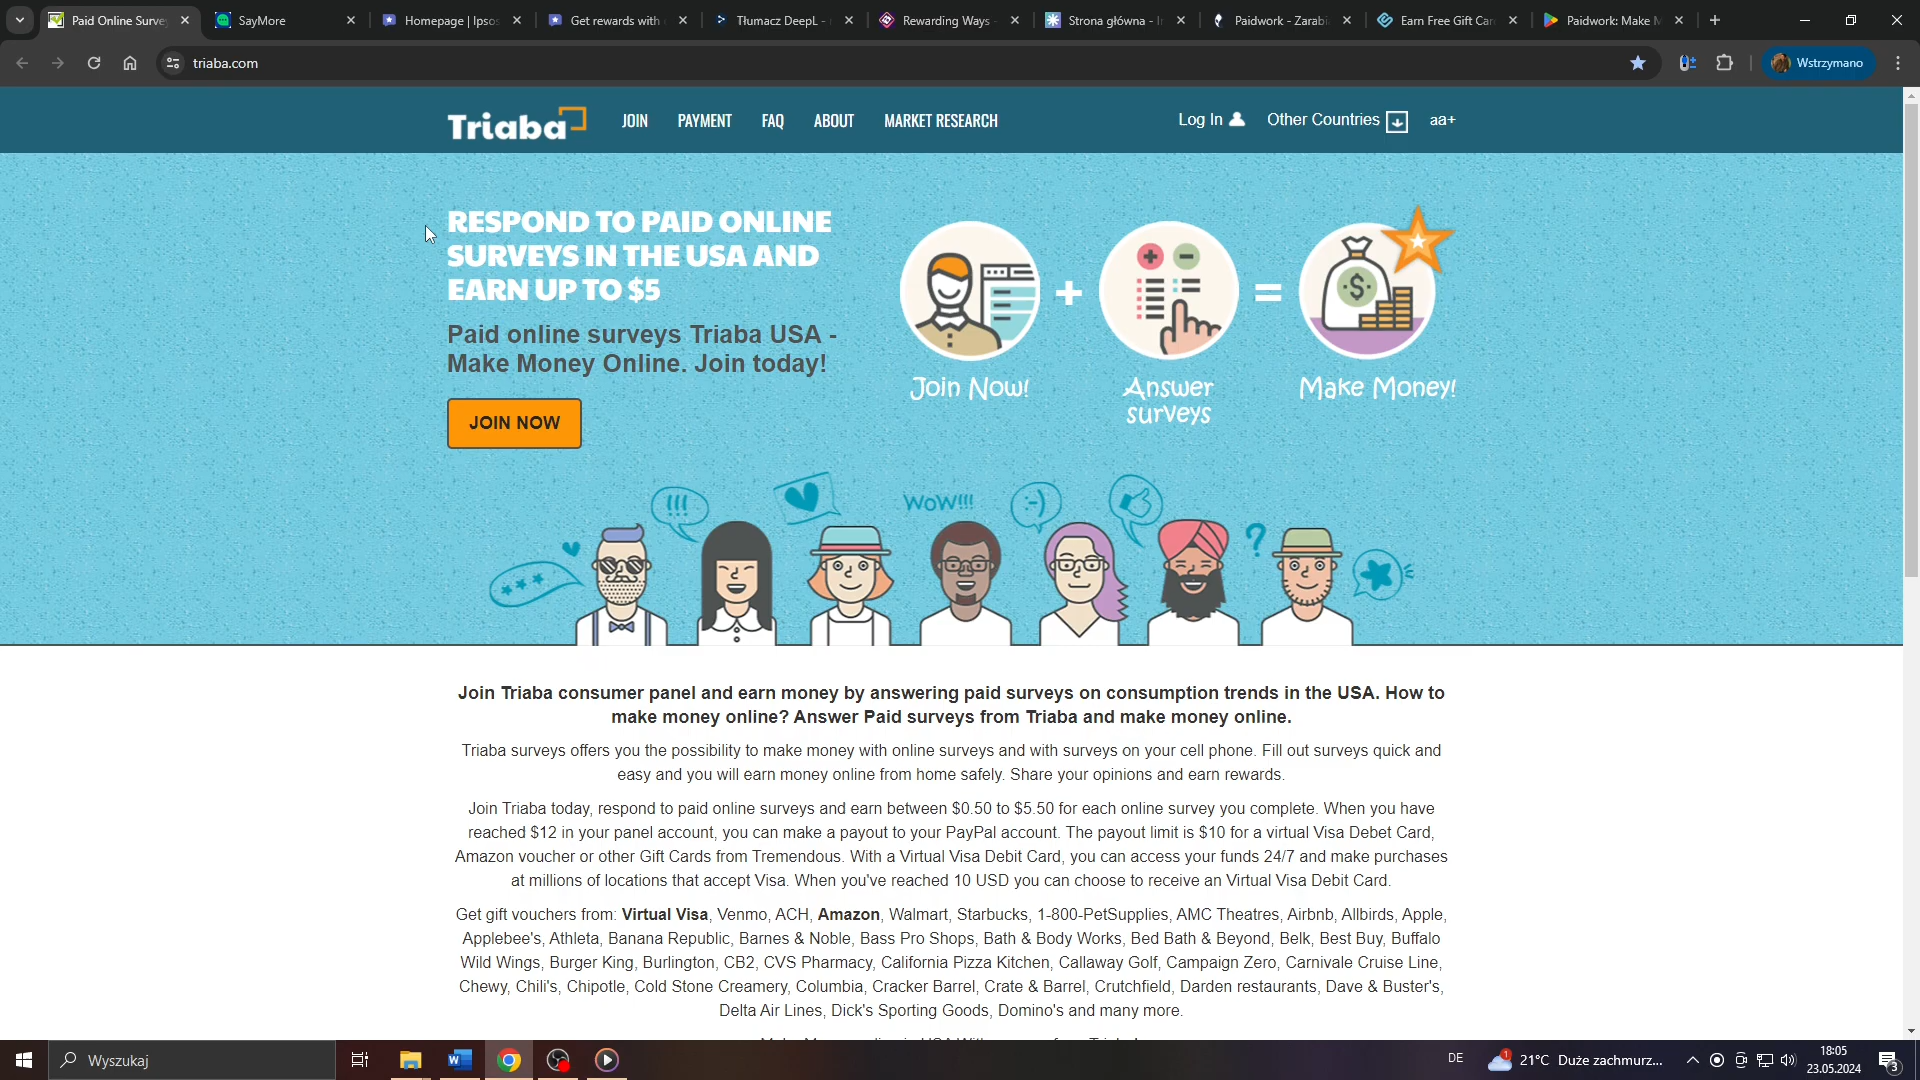 Paid Online Surve
SayMore
Homepage | Ipsos
Get rewards with
Tłumacz DeepL -
Rewarding Ways -
Strona główna - I
Paidwork - Zarabi
Earn Free Gift Car
Paidwork: Make M
triaba.com
Wstrzymano
Triaba
JOIN
PAYMENT
FAQ
ABOUT
MARKET RESEARCH
Log In
Other Countries
aa+
RESPOND TO PAID ONLINE
SURVEYS IN THE USA AND
EARN UP TO $5
Paid online surveys Triaba USA -
Make Money Online. Join today!
JOIN NOW
Join Now!
Answer
surveys
Make Money!
!!!
WOW!!!
:-)
?
Join Triaba consumer panel and earn money by answering paid surveys on consumption trends in the USA. How to
make money online? Answer Paid surveys from Triaba and make money online.
Triaba surveys offers you the possibility to make money with online surveys and with surveys on your cell phone. Fill out surveys quick and
easy and you will earn money online from home safely. Share your opinions and earn rewards.
Join Triaba today, respond to paid online surveys and earn between $0.50 to $5.50 for each online survey you complete. When you have
reached $12 in your panel account, you can make a payout to your PayPal account. The payout limit is $10 for a virtual Visa Debet Card,
Amazon voucher or other Gift Cards from Tremendous. With a Virtual Visa Debit Card, you can access your funds 24/7 and make purchases
at millions of locations that accept Visa. When you've reached 10 USD you can choose to receive an Virtual Visa Debit Card.
Get gift vouchers from: Virtual Visa, Venmo, ACH, Amazon, Walmart, Starbucks, 1-800-PetSupplies, AMC Theatres, Airbnb, Allbirds, Apple,
Applebee's, Athleta, Banana Republic, Barnes & Noble, Bass Pro Shops, Bath & Body Works, Bed Bath & Beyond, Belk, Best Buy, Buffalo
Wild Wings, Burger King, Burlington, CB2, CVS Pharmacy, California Pizza Kitchen, Callaway Golf, Campaign Zero, Carnivale Cruise Line,
Chewy, Chili's, Chipotle, Cold Stone Creamery, Columbia, Cracker Barrel, Crate & Barrel, Crutchfield, Darden restaurants, Dave & Buster's,
Delta Air Lines, Dick's Sporting Goods, Domino's and many more.
Wyszukaj
DE
1
21°C Duże zachmurz...
18:05
23.05.2024
3